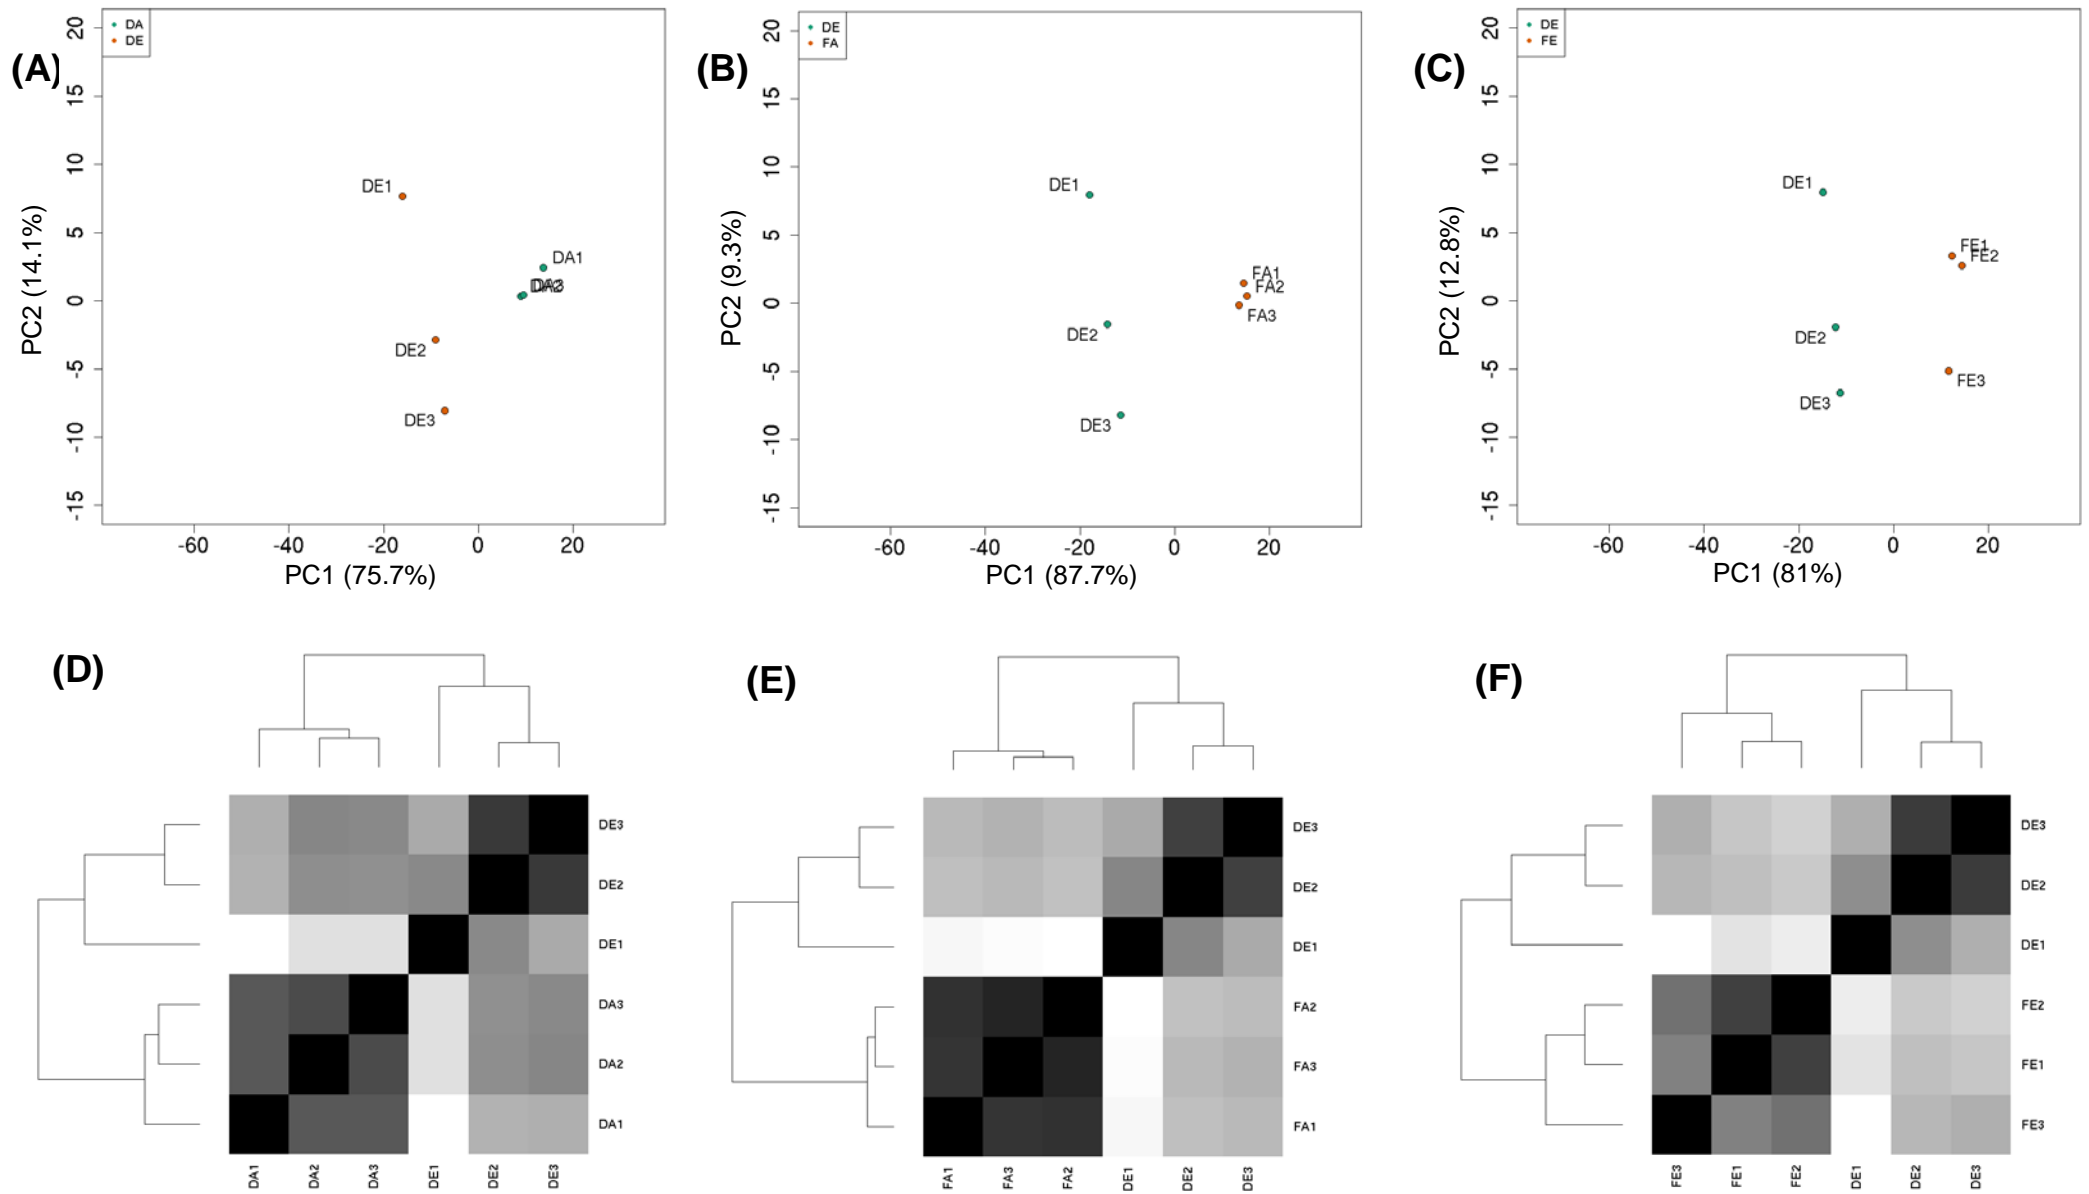 (A)
DA
DE
20
15
10
5
0
-5
-10
-15
PC2 (14.1%)
DE1
DA1
DA3
DE2
DE3
-60 -40 -20 0 20
PC1 (75.7%)
(B)
DE
FA
20
15
10
5
0
-5
-10
-15
PC2 (9.3%)
DE1
FA1
FA2
FA3
DE2
DE3
-60 -40 -20 0 20
PC1 (87.7%)
(C)
DE
FE
20
15
10
5
0
-5
-10
-15
PC2 (12.8%)
DE1
FE1
FE2
DE2
FE3
DE3
-60 -40 -20 0 20
PC1 (81%)
(D)
DE3
DE2
DE1
DA3
DA2
DA1
DA1 DA2 DA3 DE1 DE2 DE3
(E)
DE3
DE2
DE1
FA2
FA3
FA1
FA1 FA3 FA2 DE1 DE2 DE3
(F)
DE3
DE2
DE1
FE2
FE1
FE3
FE3 FE1 FE2 DE1 DE2 DE3